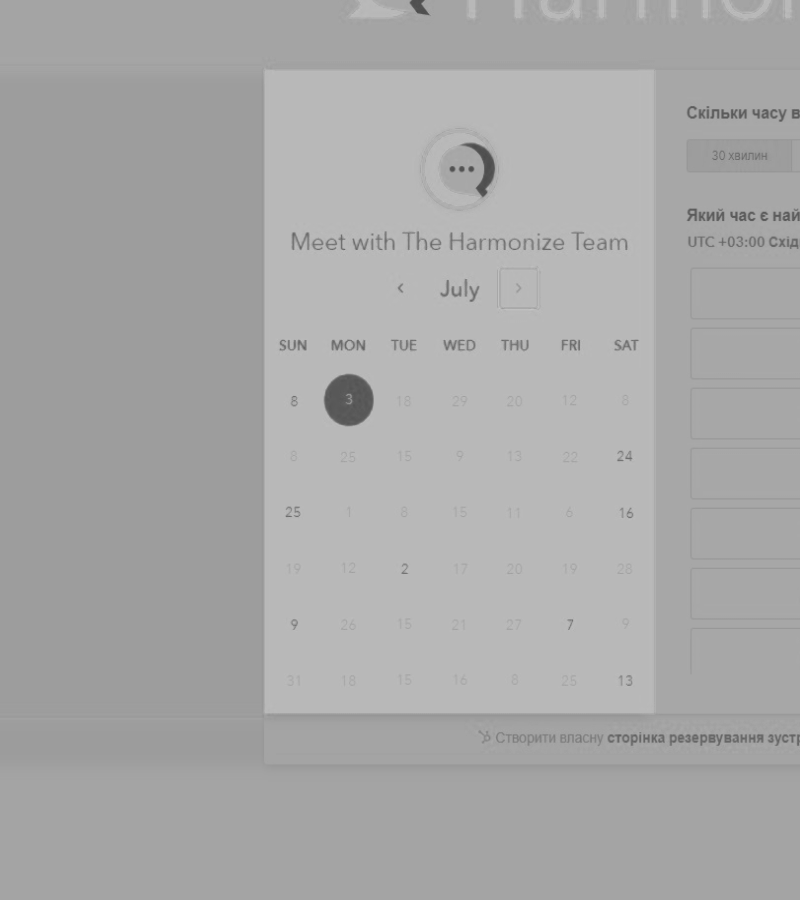 Harmoni
Meet with The Harmonize Team
‹ July ›
SUN MON TUE WED THU FRI SAT
8 3 18 29 20 12 8
8 25 15 9 13 22 24
25 1 8 15 11 6 16
19 12 2 17 20 19 28
9 26 15 21 27 7 9
31 18 15 16 8 25 13
Скільки часу в
30 хвилин
Який час є най
UTC +03:00 Схід
Створити власну сторінка резервування зустр